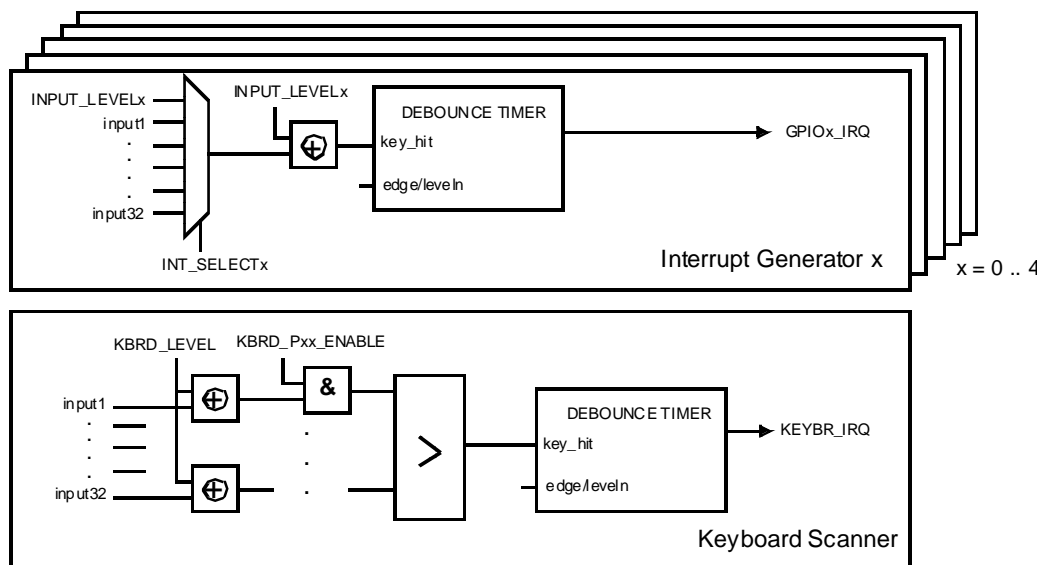 INPUT_LEVELx
input1
.
.
.
.
input32
INT_SELECTx
INPUT_LEVELx
DEBOUNCE TIMER
key_hit
edge/leveln
GPIOx_IRQ
Interrupt Generator x
x = 0 .. 4
KBRD_LEVEL
KBRD_Pxx_ENABLE
&
input1
.
.
.
.
input32
.
.
.
>
DEBOUNCE TIMER
key_hit
edge/leveln
KEYBR_IRQ
Keyboard Scanner